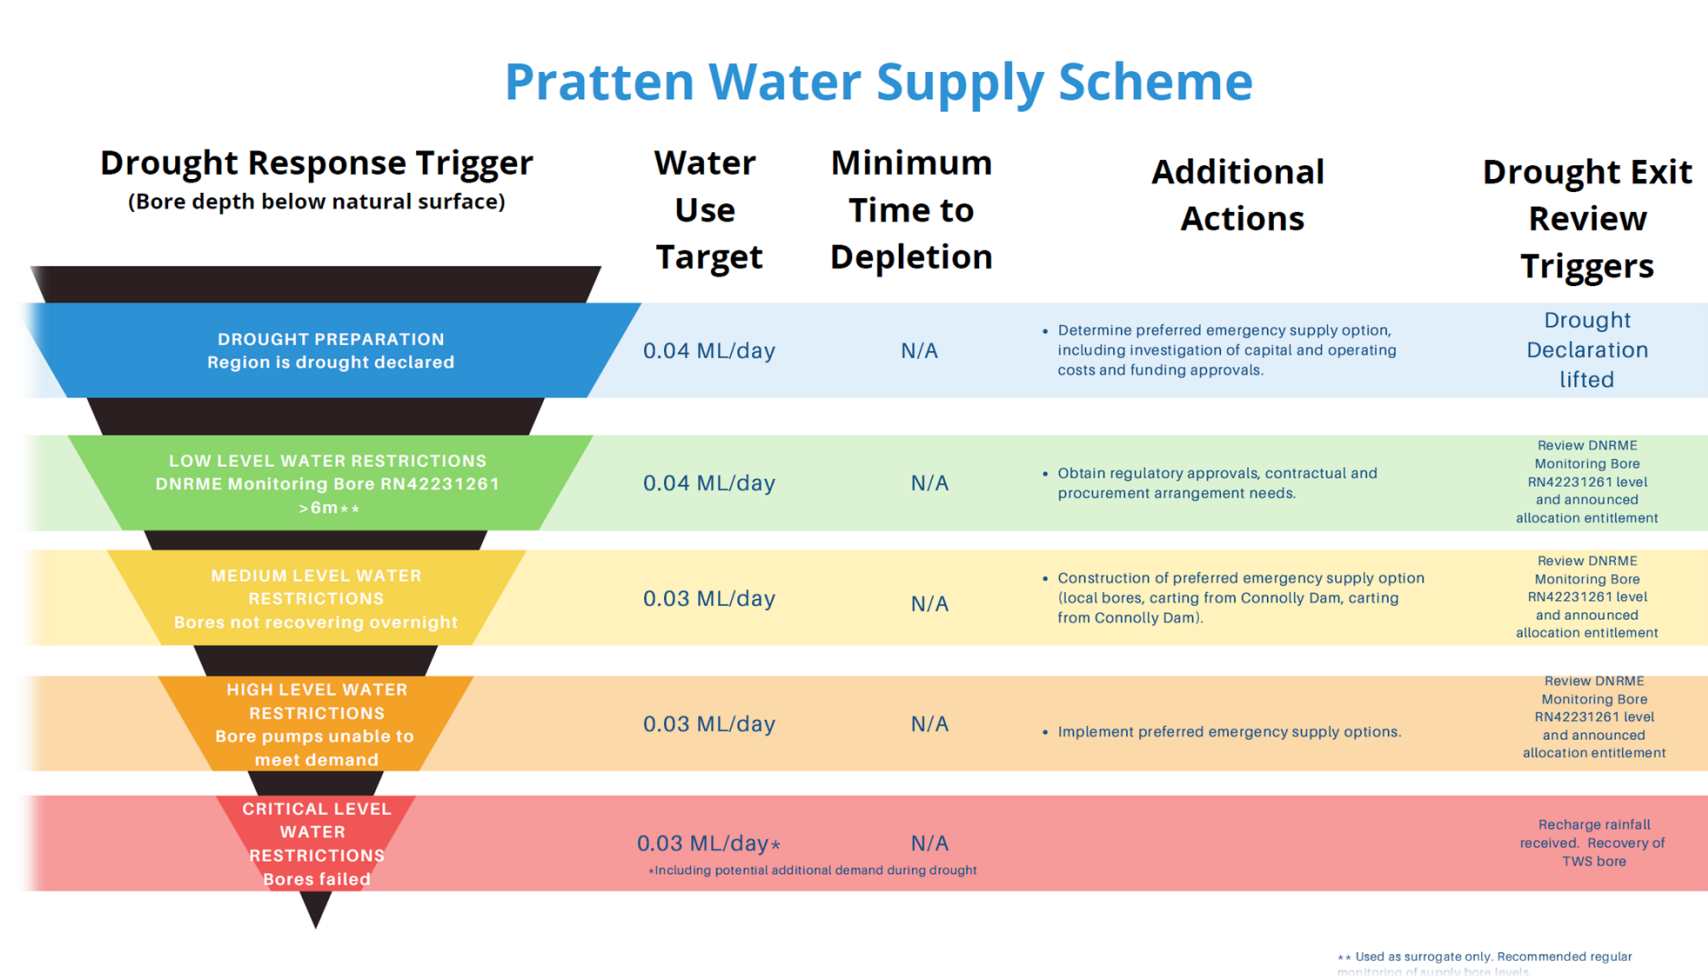 Pratten Water Supply Scheme
Drought Response Trigger
(Bore depth below natural surface)
Water
Use
Target
Minimum
Time to
Depletion
Additional
Actions
Drought Exit
Review
Triggers
DROUGHT PREPARATION
Region is drought declared
0.04 ML/day
N/A
• Determine preferred emergency supply option,
including investigation of capital and operating
costs and funding approvals.
Drought
Declaration
lifted
LOW LEVEL WATER RESTRICTIONS
DNRME Monitoring Bore RN42231261
>6m**
0.04 ML/day
N/A
• Obtain regulatory approvals, contractual and
procurement arrangement needs.
Review DNRME
Monitoring Bore
RN42231261 level
and announced
allocation entitlement
MEDIUM LEVEL WATER
RESTRICTIONS
Bores not recovering overnight
0.03 ML/day
N/A
• Construction of preferred emergency supply option
(local bores, carting from Connolly Dam, carting
from Connolly Dam).
Review DNRME
Monitoring Bore
RN42231261 level
and announced
allocation entitlement
HIGH LEVEL WATER
RESTRICTIONS
Bore pumps unable to
meet demand
0.03 ML/day
N/A
• Implement preferred emergency supply options.
Review DNRME
Monitoring Bore
RN42231261 level
and announced
allocation entitlement
CRITICAL LEVEL
WATER
RESTRICTIONS
Bores failed
0.03 ML/day*
N/A
*Including potential additional demand during drought
Recharge rainfall
received. Recovery of
TWS bore
** Used as surrogate only. Recommended regular
monitoring of supply bore levels